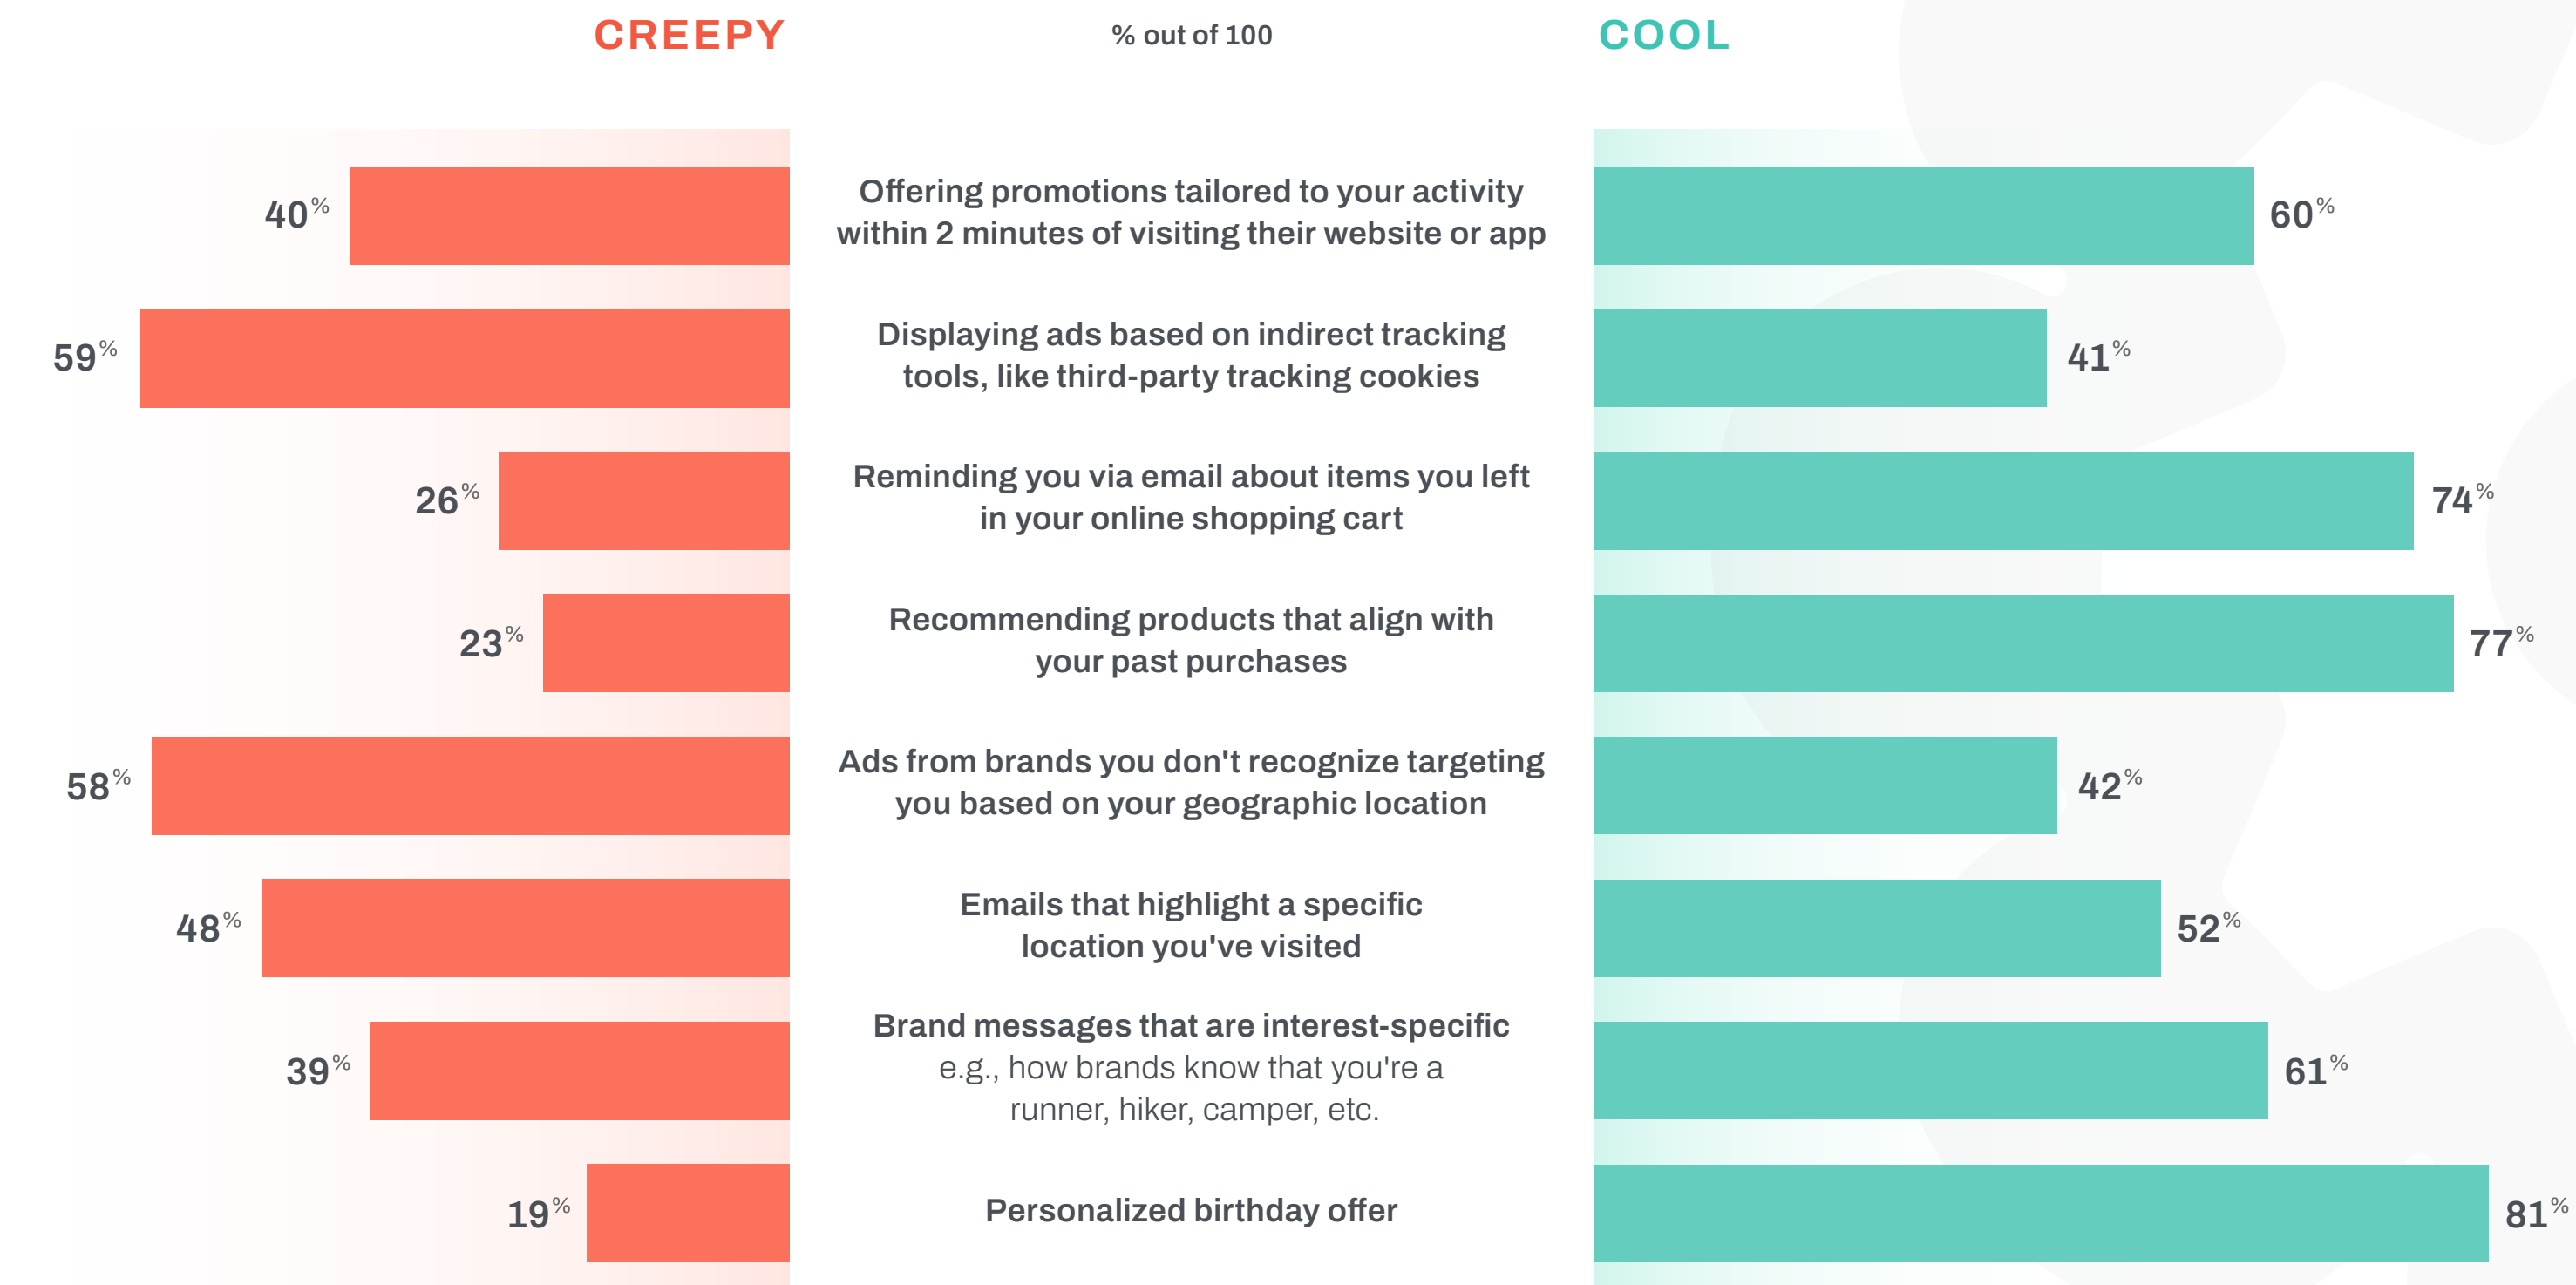 CREEPY % out of 100 COOL
40% Offering promotions tailored to your activity 60%
within 2 minutes of visiting their website or app
59% Displaying ads based on indirect tracking 41%
tools, like third-party tracking cookies
26% Reminding you via email about items you left 74%
in your online shopping cart
23% Recommending products that align with 77%
your past purchases
58% Ads from brands you don't recognize targeting 42%
you based on your geographic location
48% Emails that highlight a specific 52%
location you've visited
39% Brand messages that are interest-specific 61%
e.g., how brands know that you're a
runner, hiker, camper, etc.
19% Personalized birthday offer 81%